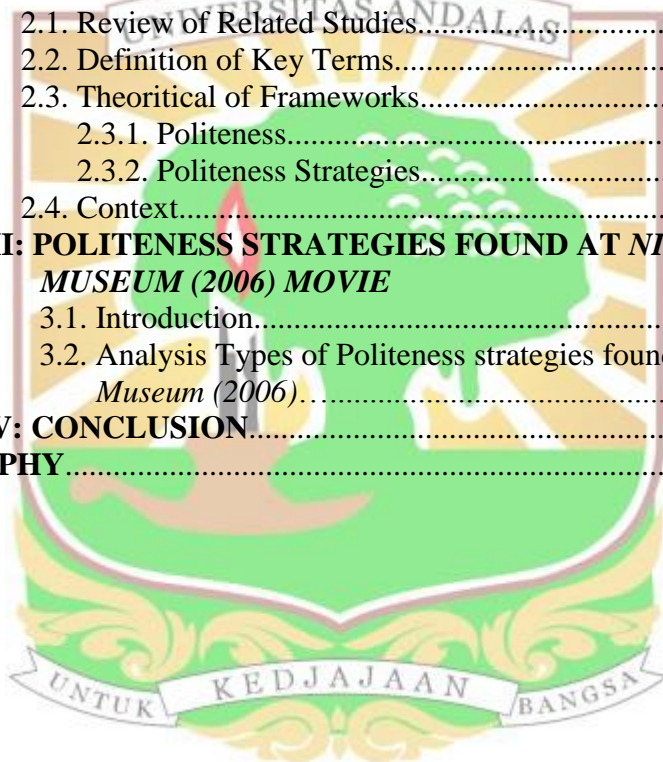 UNIVERSITAS ANDALAS
2.1. Review of Related Studies
2.2. Definition of Key Terms
2.3. Theoritical of Frameworks
2.3.1. Politeness
2.3.2. Politeness Strategies
2.4. Context
I: POLITENESS STRATEGIES FOUND AT NI
MUSEUM (2006) MOVIE
3.1. Introduction
3.2. Analysis Types of Politeness strategies foun
Museum (2006)
V: CONCLUSION
PHY
UNTUK KEDJAJAAN BANGSA